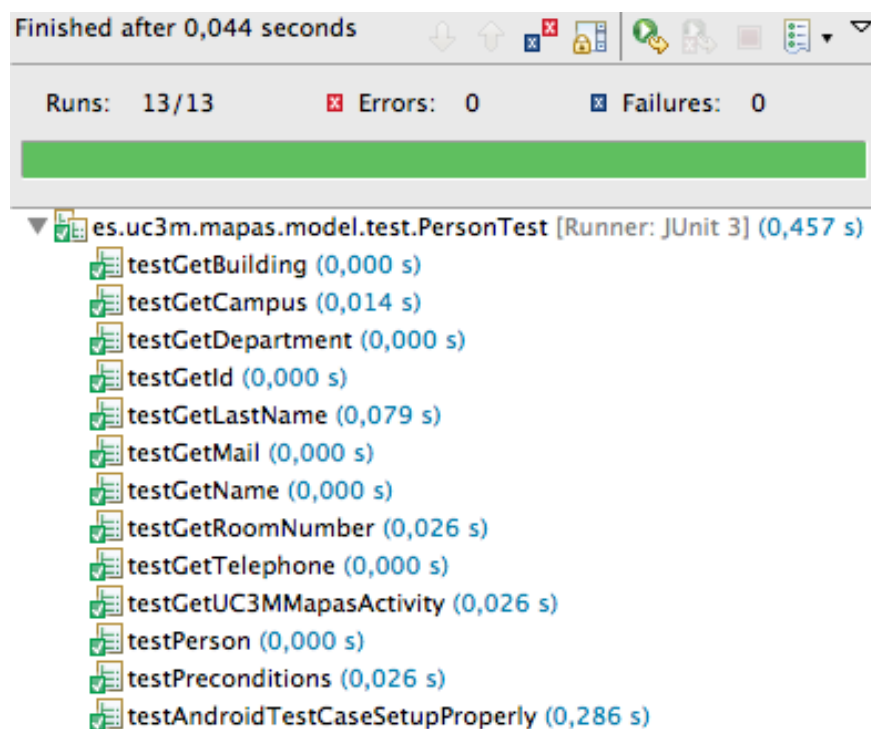 Finished after 0,044 seconds
Runs: 13/13 Errors: 0 Failures: 0
es.uc3m.mapas.model.test.PersonTest [Runner: JUnit 3] (0,457 s)
testGetBuilding (0,000 s)
testGetCampus (0,014 s)
testGetDepartment (0,000 s)
testGetId (0,000 s)
testGetLastName (0,079 s)
testGetMail (0,000 s)
testGetName (0,000 s)
testGetRoomNumber (0,026 s)
testGetTelephone (0,000 s)
testGetUC3MMapasActivity (0,026 s)
testPerson (0,000 s)
testPreconditions (0,026 s)
testAndroidTestCaseSetupProperly (0,286 s)